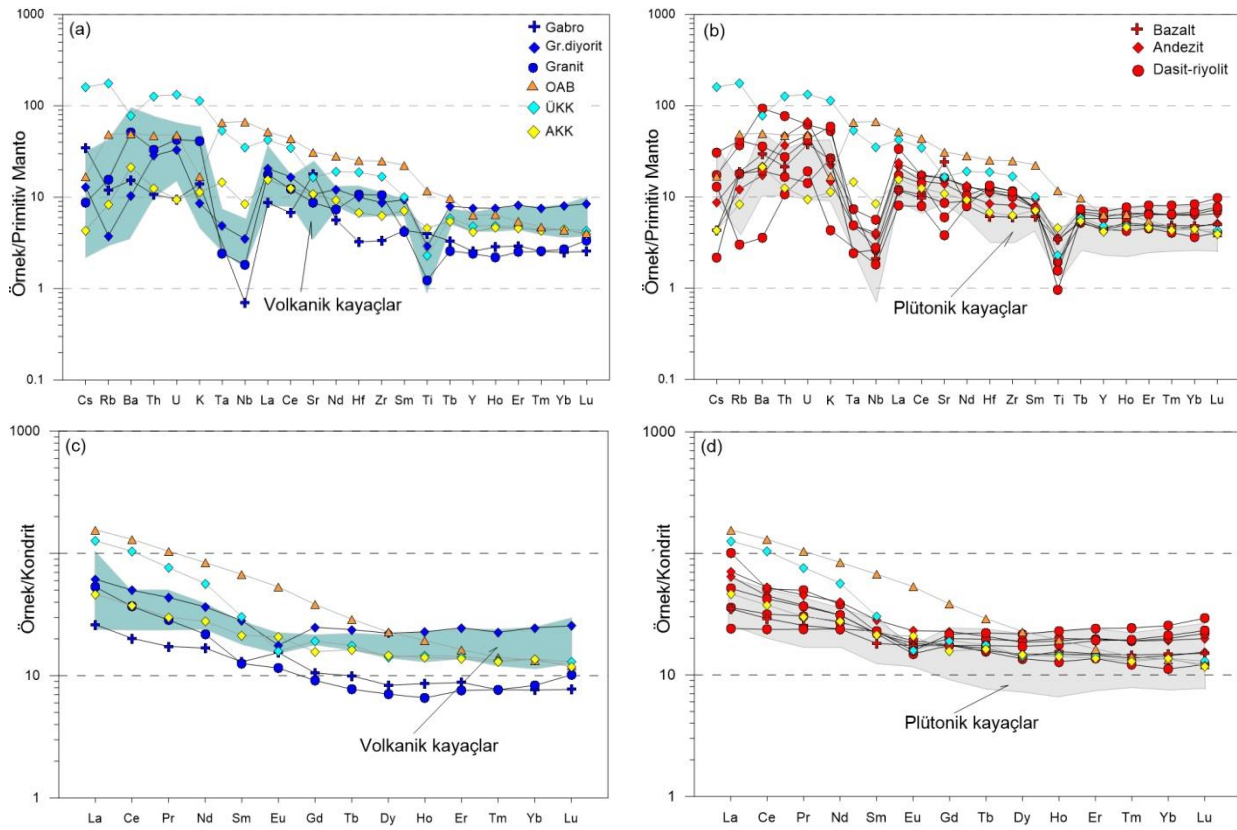 (a)
Örnek/Primitiv Manto
1000
100
10
1
0.1
Gabro
Gr.diyorit
Granit
OAB
ÜKK
AKK
Volkanik kayaçlar
Cs Rb Ba Th U K Ta Nb La Ce Sr Nd Hf Zr Sm Ti Tb Y Ho Er Tm Yb Lu
(b)
Örnek/Primitiv Manto
1000
100
10
1
0.1
Bazalt
Andezit
Dasit-riyolit
Plütonik kayaçlar
Cs Rb Ba Th U K Ta Nb La Ce Sr Nd Hf Zr Sm Ti Tb Y Ho Er Tm Yb Lu
(c)
Örnek/Kondrit
1000
10
1
Volkanik kayaçlar
La Ce Pr Nd Sm Eu Gd Tb Dy Ho Er Tm Yb Lu
(d)
Örnek/Kondrit
1000
10
1
Plütonik kayaçlar
La Ce Pr Nd Sm Eu Gd Tb Dy Ho Er Tm Yb Lu